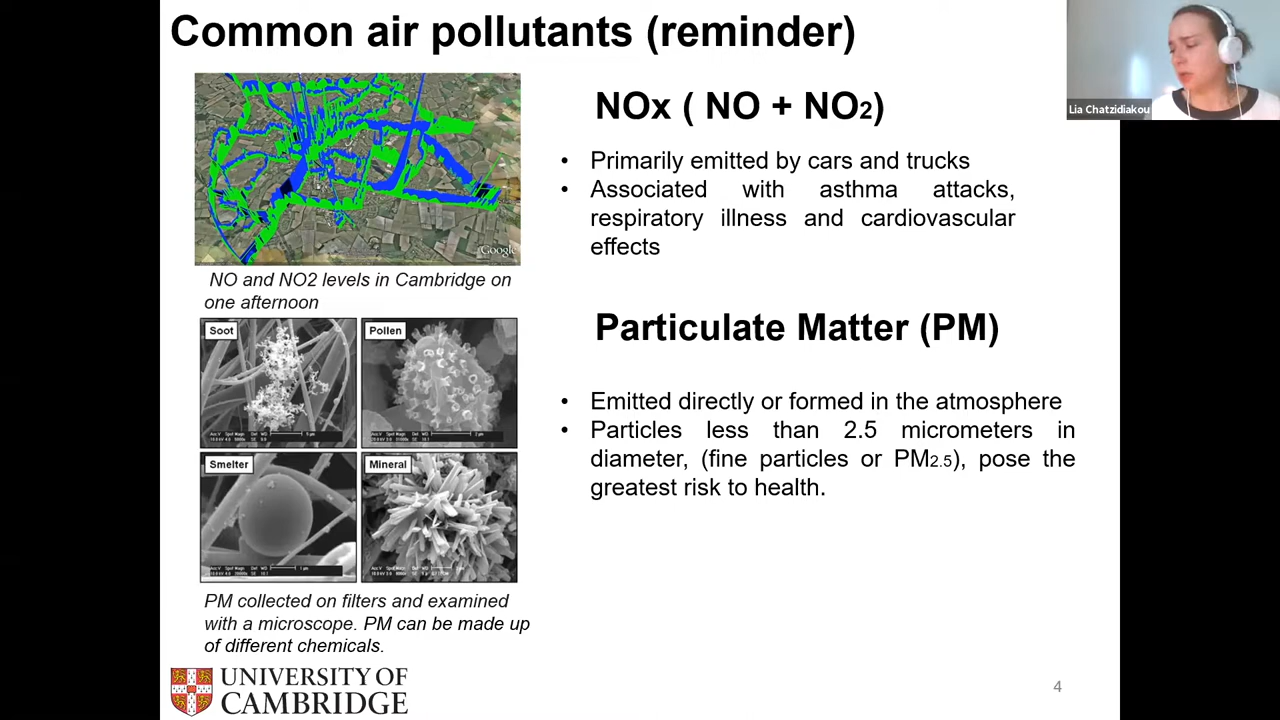 Common air pollutants (reminder)
Lia Chatzidiakou
NOx ( NO + NO2)
• Primarily emitted by cars and trucks
• Associated with asthma attacks,
respiratory illness and cardiovascular
effects
Google
NO and NO2 levels in Cambridge on
one afternoon
Soot
Pollen
Smelter
Mineral
Particulate Matter (PM)
• Emitted directly or formed in the atmosphere
• Particles less than 2.5 micrometers in
diameter, (fine particles or PM2.5), pose the
greatest risk to health.
PM collected on filters and examined
with a microscope. PM can be made up
of different chemicals.
UNIVERSITY OF
CAMBRIDGE
4